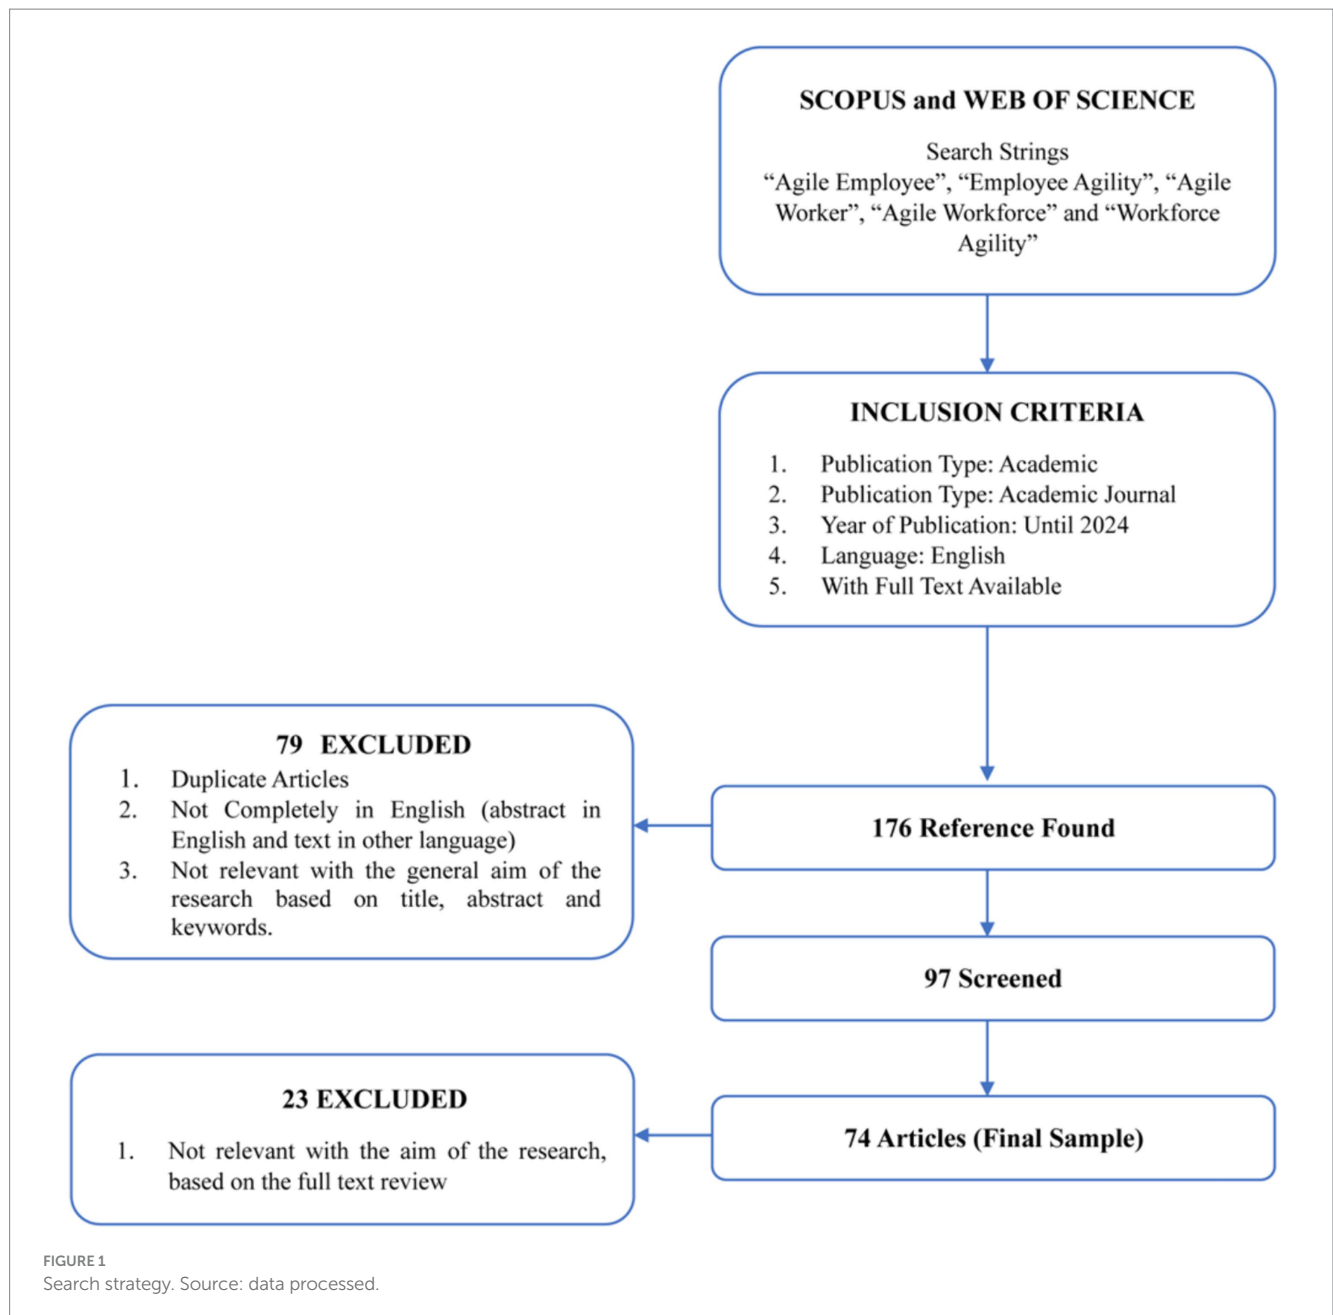 SCOPUS and WEB OF SCIENCE
Search Strings
“Agile Employee”, “Employee Agility”, “Agile
Worker”, “Agile Workforce” and “Workforce
Agility”
INCLUSION CRITERIA
1. Publication Type: Academic
2. Publication Type: Academic Journal
3. Year of Publication: Until 2024
4. Language: English
5. With Full Text Available
79 EXCLUDED
1. Duplicate Articles
2. Not Completely in English (abstract in
English and text in other language)
3. Not relevant with the general aim of the
research based on title, abstract and
keywords.
176 Reference Found
97 Screened
23 EXCLUDED
1. Not relevant with the aim of the research,
based on the full text review
74 Articles (Final Sample)
FIGURE 1
Search strategy. Source: data processed.